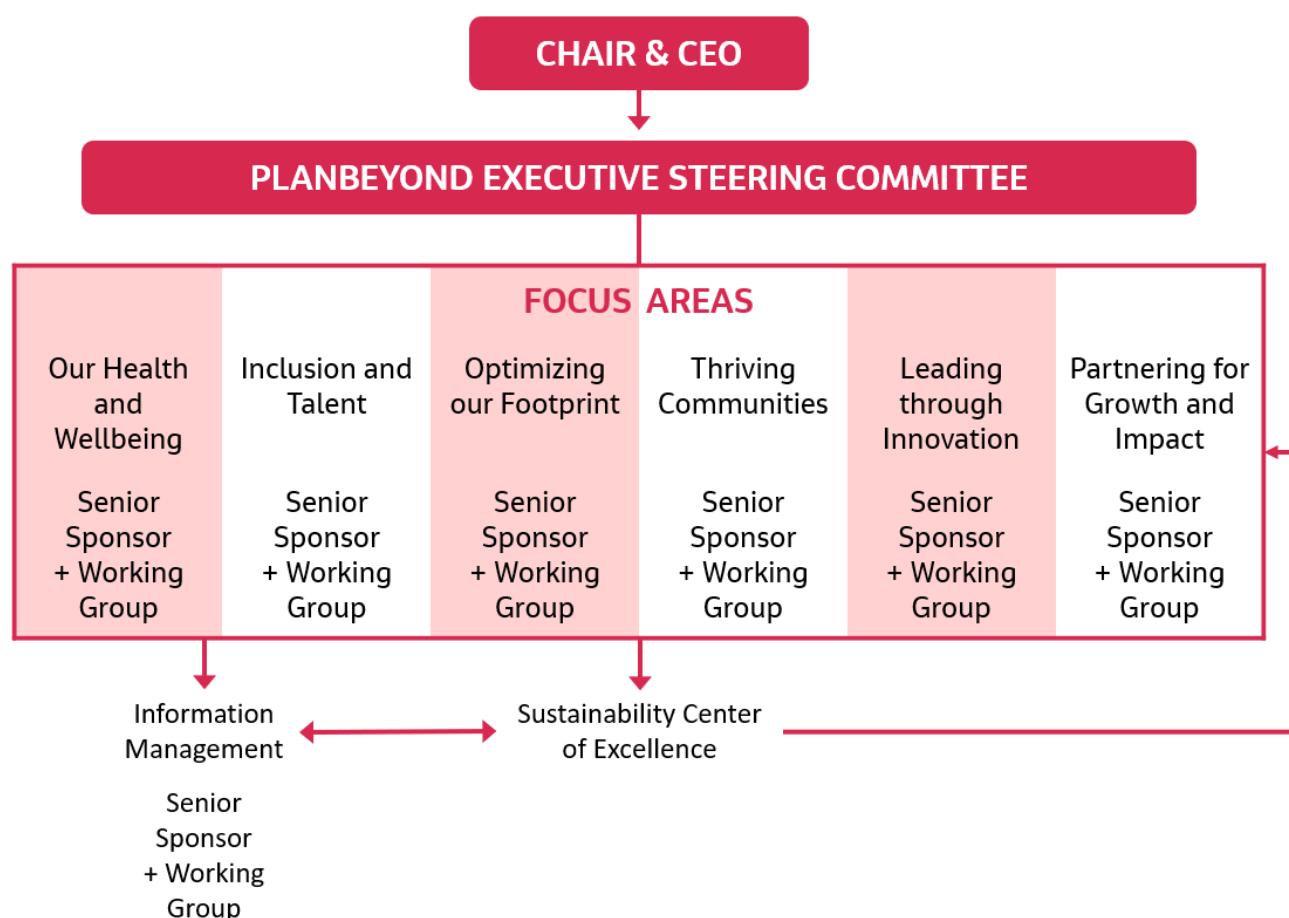 CHAIR & CEO
PLANBEYOND EXECUTIVE STEERING COMMITTEE
FOCUS AREAS
Our Health
and
Wellbeing
Senior
Sponsor
+ Working
Group
Inclusion and
Talent
Senior
Sponsor
+ Working
Group
Optimizing
our Footprint
Senior
Sponsor
+ Working
Group
Thriving
Communities
Senior
Sponsor
+ Working
Group
Leading
through
Innovation
Senior
Sponsor
+ Working
Group
Partnering for
Growth and
Impact
Senior
Sponsor
+ Working
Group
Information
Management
Senior
Sponsor
+ Working
Group
Sustainability Center
of Excellence